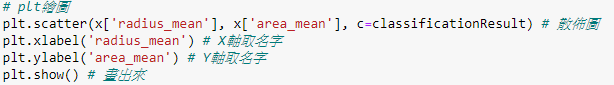 # plt繪圖
plt.scatter(x['radius_mean'], x['area_mean'], c=classificationResult) # 散佈圖
plt.xlabel('radius_mean') # X軸取名字
plt.ylabel('area_mean') # Y軸取名字
plt.show() # 畫出來